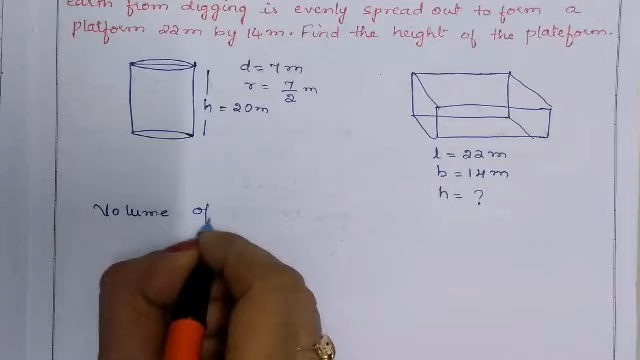 earth from digging is evenly spread out to form a
platform 22m by 14m. Find the height of the plateform.
d = 7m
r = 7/2 m
h = 20m
l = 22m
b = 14m
h = ?
Volume of